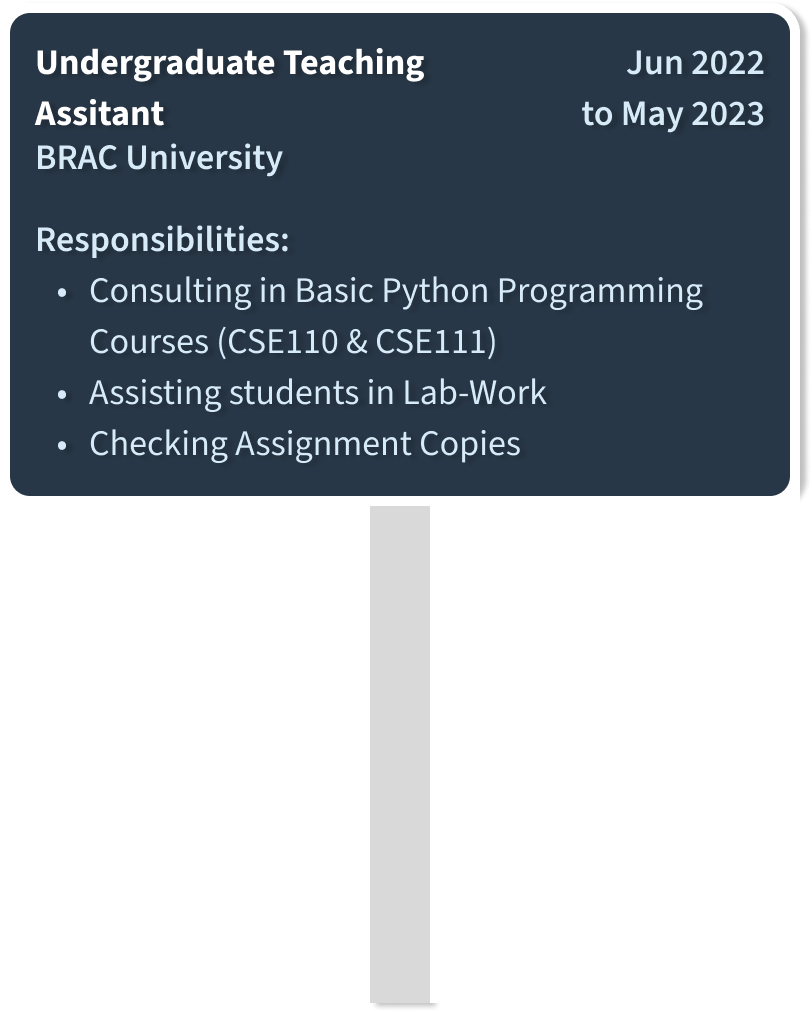 Undergraduate Teaching Jun 2022
Assitant to May 2023
BRAC University
Responsibilities:
• Consulting in Basic Python Programming
Courses (CSE110 & CSE111)
• Assisting students in Lab-Work
• Checking Assignment Copies